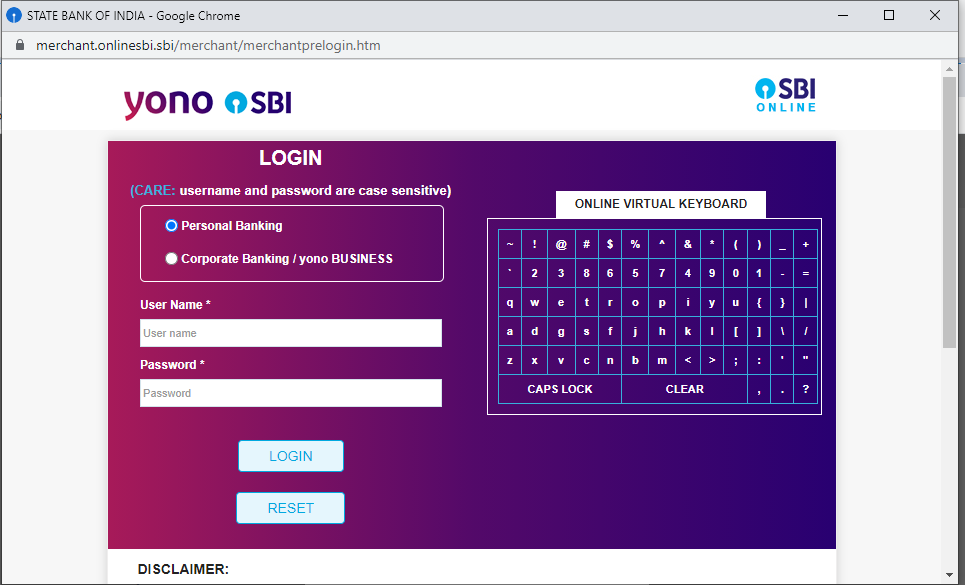 STATE BANK OF INDIA - Google Chrome
merchant.onlinesbi.sbi/merchant/merchantprelogin.htm
yono SBI
SBI
ONLINE
LOGIN
(CARE: username and password are case sensitive)
Personal Banking
Corporate Banking / yono BUSINESS
User Name *
User name
Password *
Password
LOGIN
RESET
ONLINE VIRTUAL KEYBOARD
~ ! @ # $ % ^ & * ( ) _ +
` 2 3 8 6 5 7 4 9 0 1 - =
q w e t r o p i y u { } |
a d g s f j h k l [ ] \ /
z x v c n b m < > ; : ' "
CAPS LOCK CLEAR , . ?
DISCLAIMER: